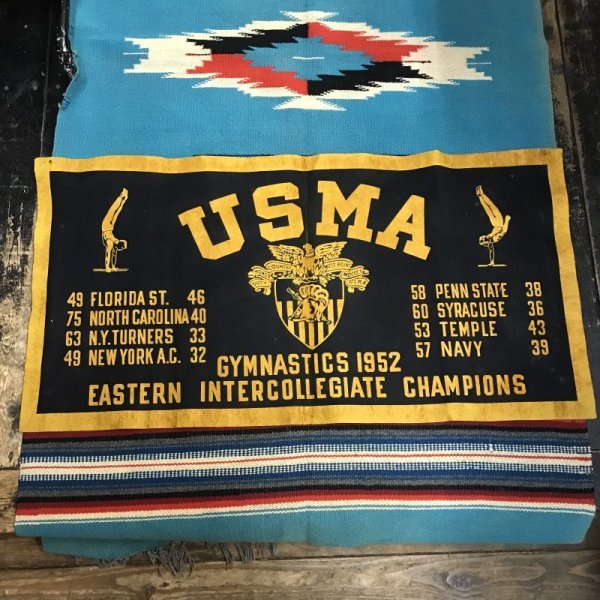 USMA
49 FLORIDA ST. 46
75 NORTH CAROLINA 40
63 N.Y. TURNERS 33
49 NEW YORK A.C. 32
58 PENN STATE 38
60 SYRACUSE 36
53 TEMPLE 43
57 NAVY 39
GYMNASTICS 1952
EASTERN INTERCOLLEGIATE CHAMPIONS